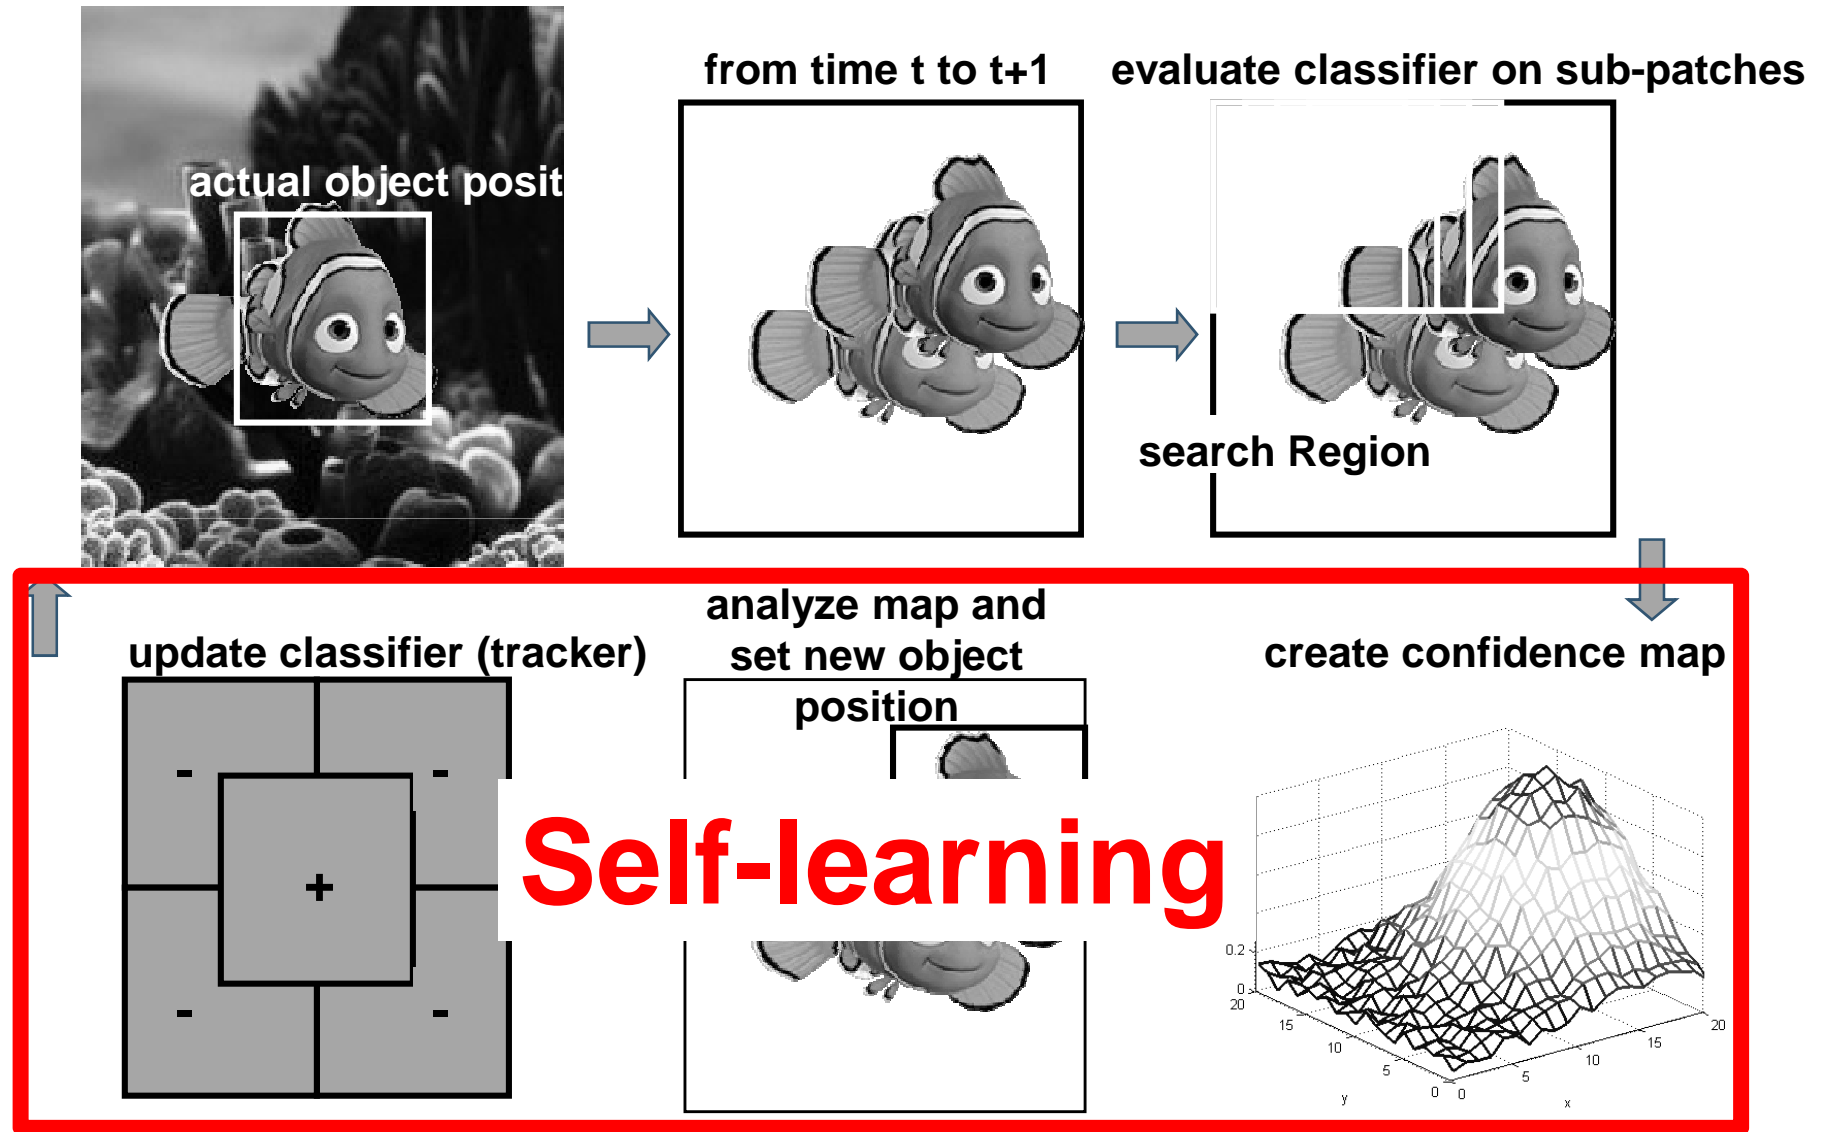 from time t to t+1
evaluate classifier on sub-patches
actual object posit
search Region
update classifier (tracker)
analyze map and
set new object
position
create confidence map
-
-
+
-
-
Self-learning
0.2
0
20
15
10
5
0
0
5
10
15
20
y
x